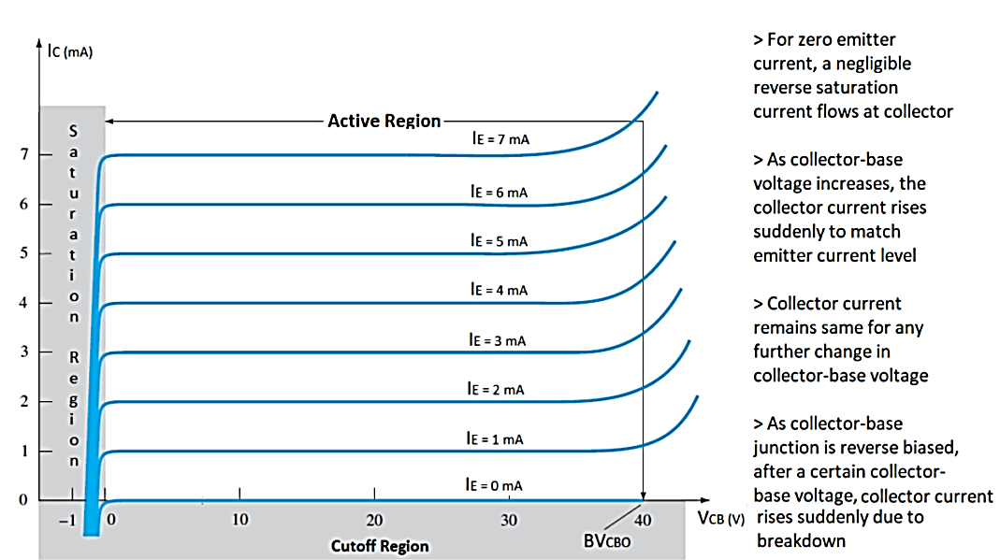 IC (mA)
> For zero emitter
current, a negligible
reverse saturation
current flows at collector
> As collector-base
voltage increases, the
collector current rises
suddenly to match
emitter current level
> Collector current
remains same for any
further change in
collector-base voltage
> As collector-base
junction is reverse biased,
after a certain collector-
base voltage, collector current
rises suddenly due to
breakdown
Saturation Region
Active Region
IE = 7 mA
IE = 6 mA
IE = 5 mA
IE = 4 mA
IE = 3 mA
IE = 2 mA
IE = 1 mA
IE = 0 mA
7
6
5
4
3
2
1
0
−1 0 10 20 30 40 VCB (V)
BVCBO
Cutoff Region